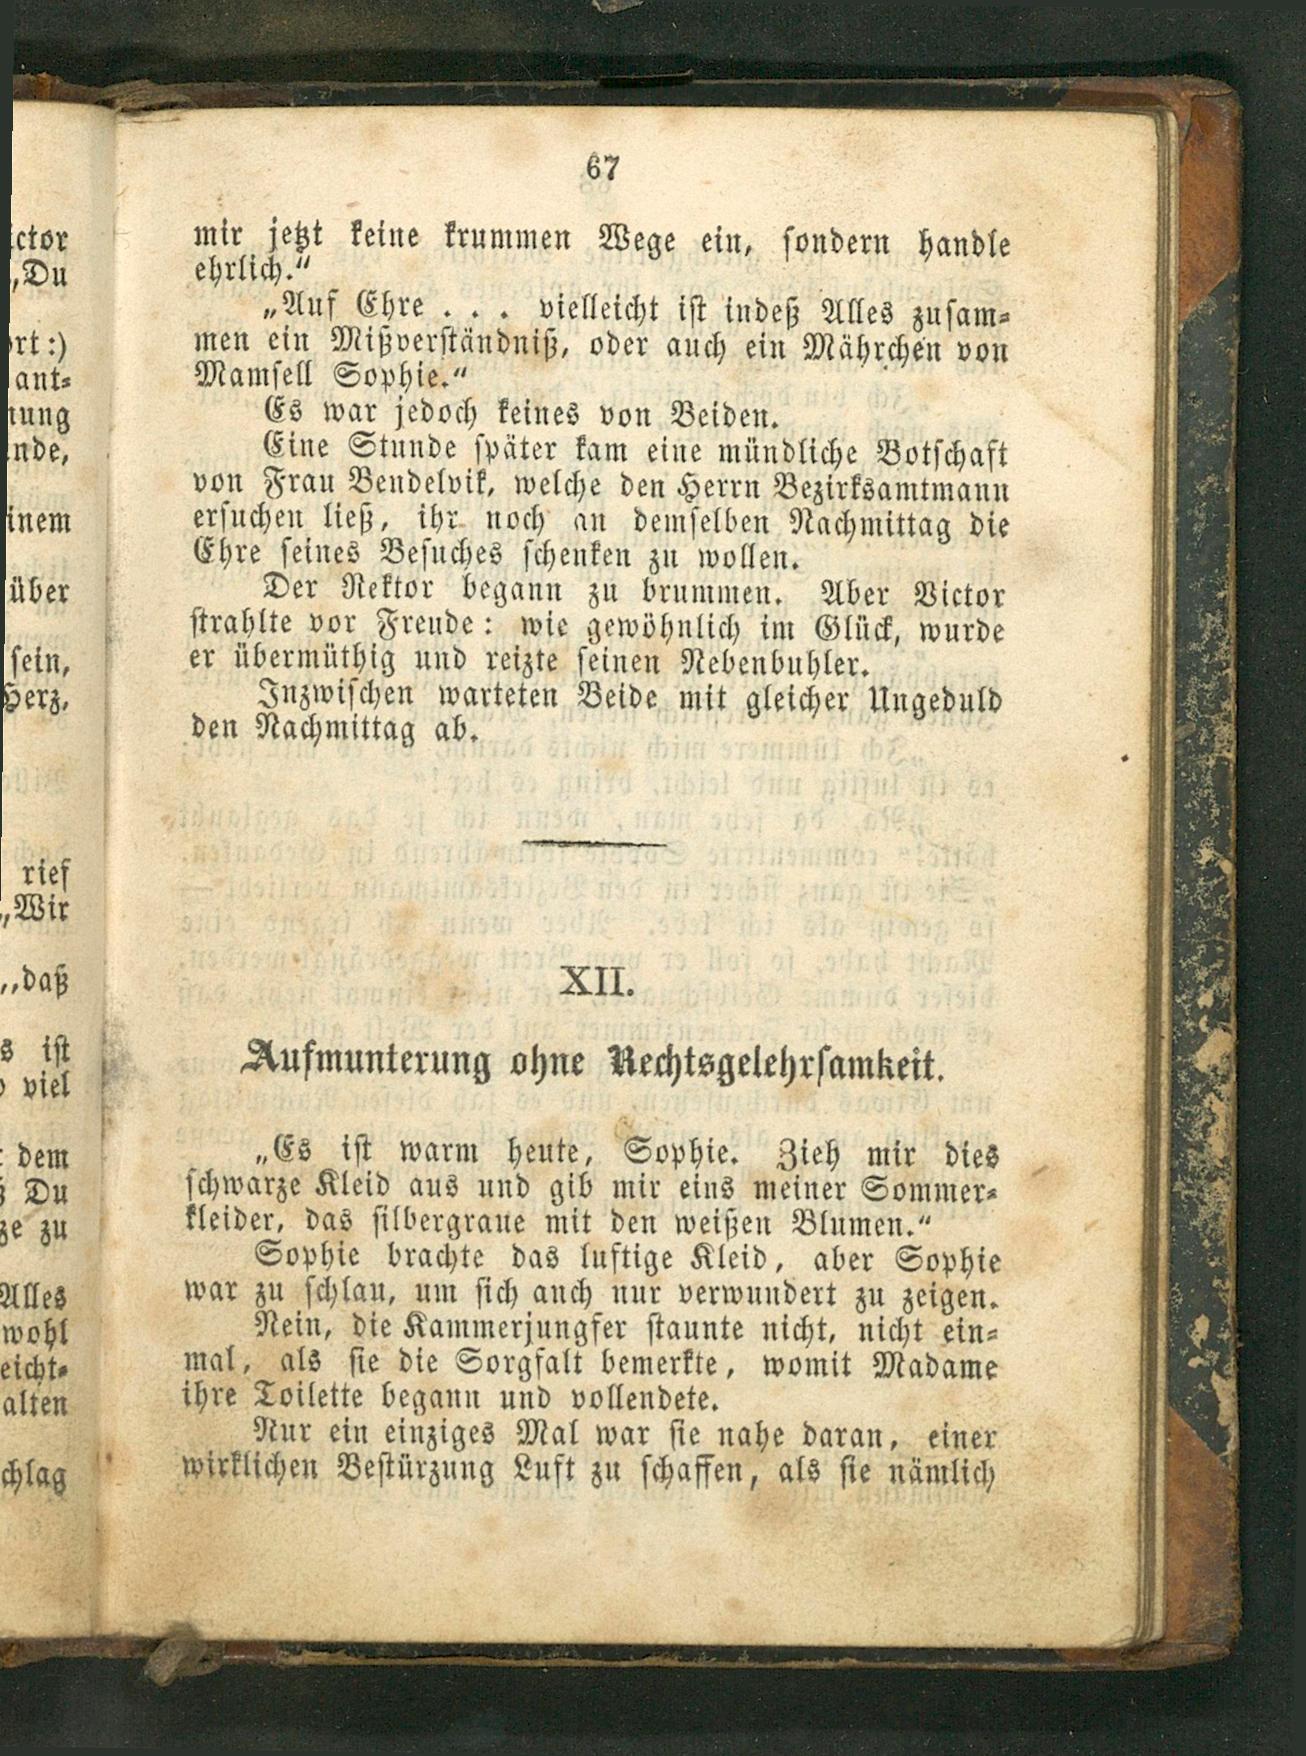 67
mir jetzt keine krummen Wege ein, sondern handle
ehrlich.“
„Auf Ehre . . . vielleicht ist indeß Alles zusam-
men ein Mißverständniß, oder auch ein Mährchen von
Mamsell Sophie.“
Es war jedoch keines von Beiden.
Eine Stunde später kam eine mündliche Botschaft
von Frau Bendelvik, welche den Herrn Bezirksamtmann
ersuchen ließ, ihr noch an demselben Nachmittag die
Ehre seines Besuches schenken zu wollen.
Der Rektor begann zu brummen. Aber Victor
strahlte vor Freude: wie gewöhnlich im Glück, wurde
er übermüthig und reizte seinen Nebenbuhler.
Inzwischen warteten Beide mit gleicher Ungeduld
den Nachmittag ab.
XII.
Aufmunterung ohne Rechtsgelehrsamkeit.
„Es ist warm heute, Sophie. Zieh mir dies
schwarze Kleid aus und gib mir eins meiner Sommer-
kleider, das silbergraue mit den weißen Blumen.“
Sophie brachte das luftige Kleid, aber Sophie
war zu schlau, um sich auch nur verwundert zu zeigen.
Nein, die Kammerjungfer staunte nicht, nicht ein-
mal, als sie die Sorgfalt bemerkte, womit Madame
ihre Toilette begann und vollendete.
Nur ein einziges Mal war sie nahe daran, einer
wirklichen Bestürzung Luft zu schaffen, als sie nämlich